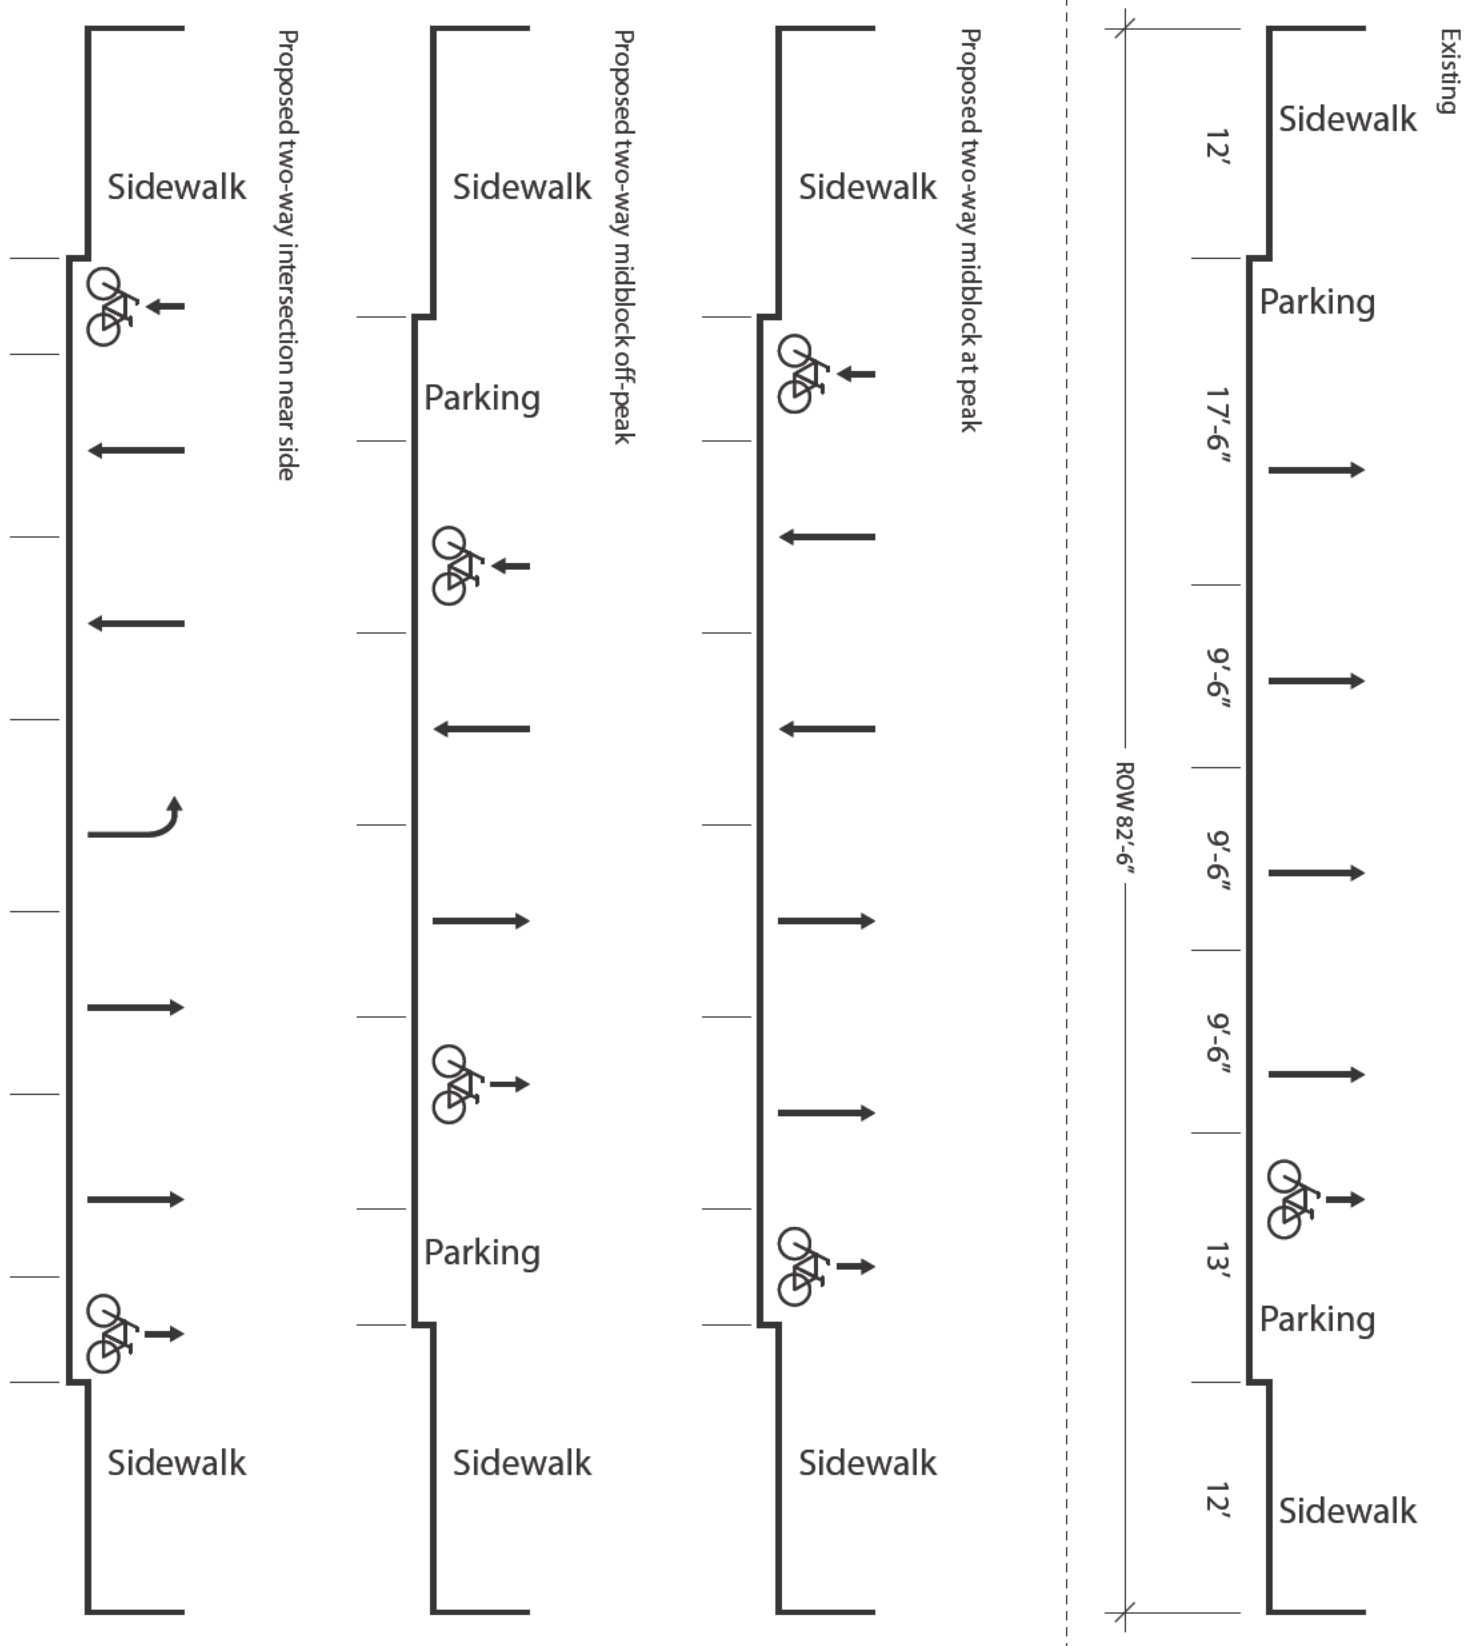 Existing
Sidewalk
Parking
Parking
Sidewalk
12’
17’-6”
9’-6”
9’-6”
9’-6”
13’
12’
ROW 82’-6”
Proposed two-way midblock at peak
Sidewalk
Sidewalk
Proposed two-way midblock off-peak
Sidewalk
Parking
Parking
Sidewalk
Proposed two-way intersection near side
Sidewalk
Sidewalk